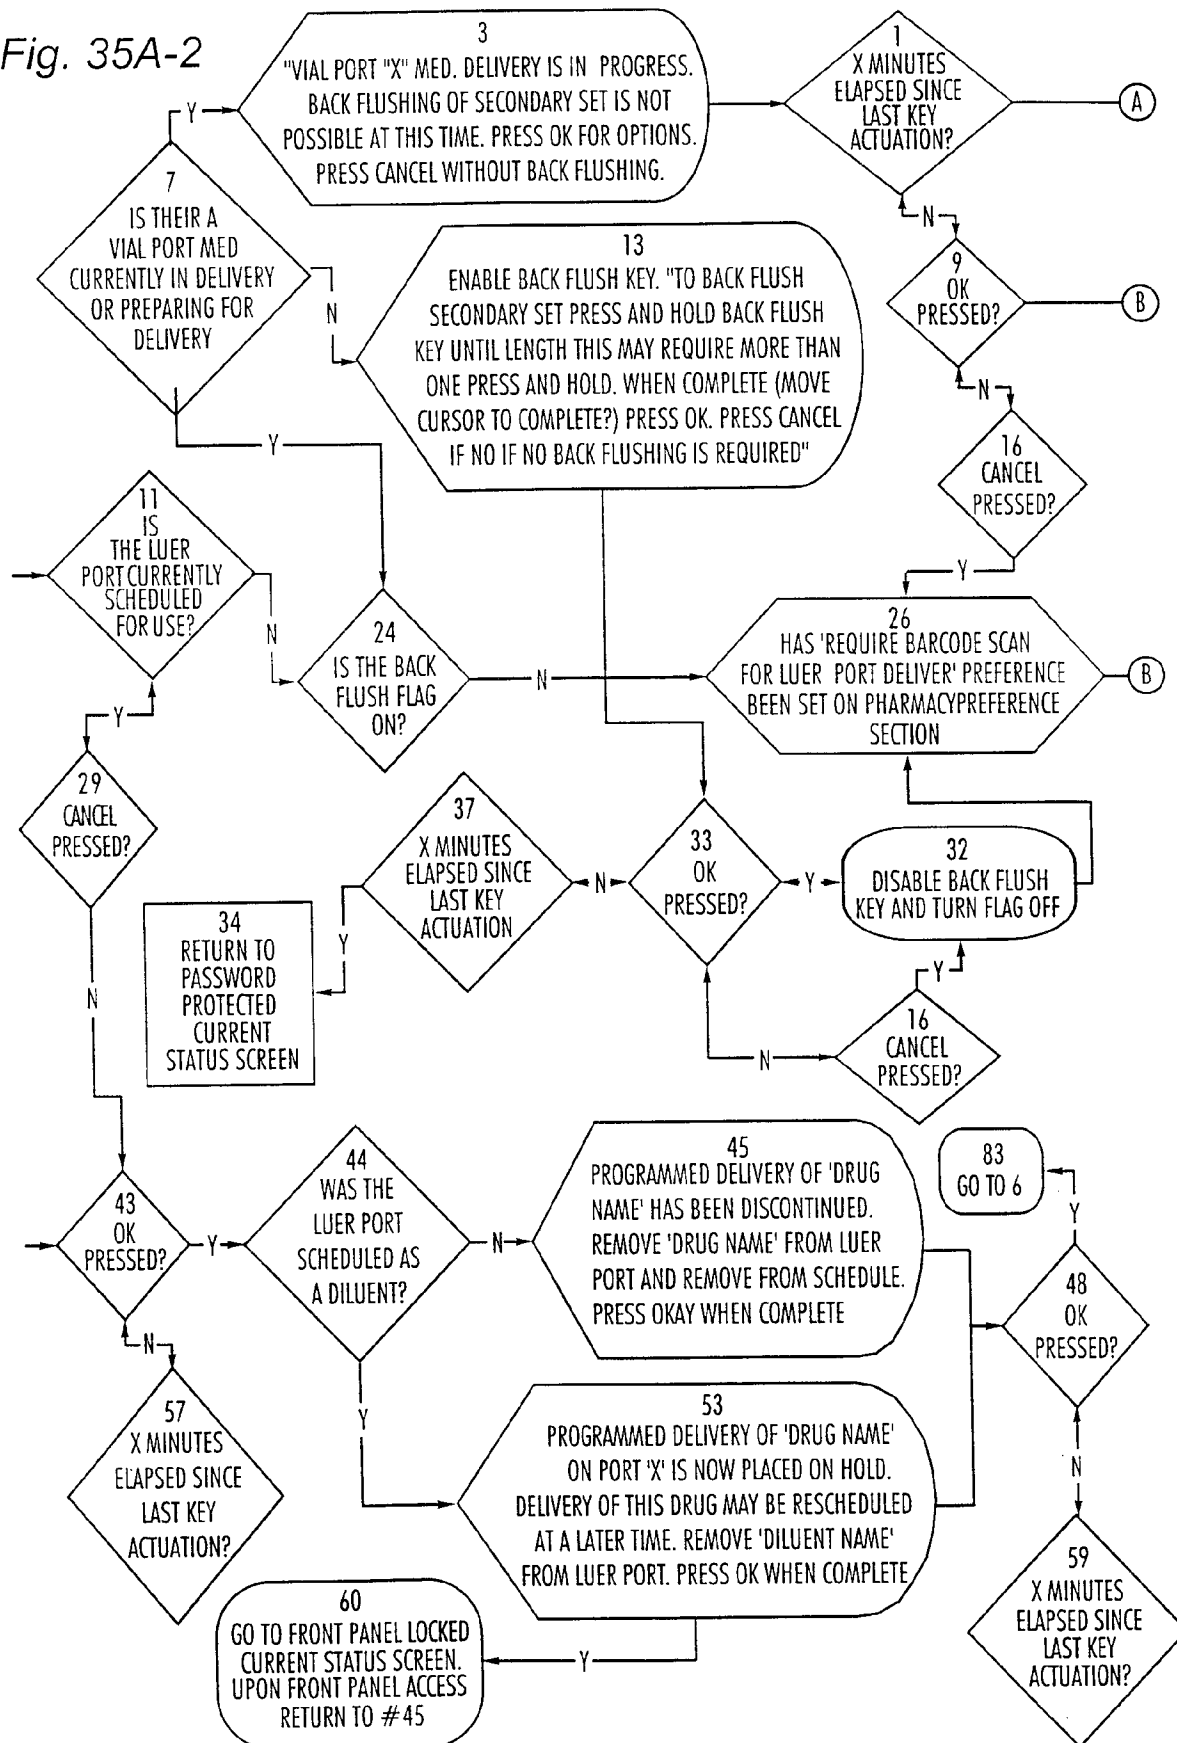 Fig. 35A-2
3
"VIAL PORT "X" MED. DELIVERY IS IN PROGRESS.
BACK FLUSHING OF SECONDARY SET IS NOT
POSSIBLE AT THIS TIME. PRESS OK FOR OPTIONS.
PRESS CANCEL WITHOUT BACK FLUSHING.
1
X MINUTES
ELAPSED SINCE
LAST KEY
ACTUATION?
A
Y
7
IS THEIR A
VIAL PORT MED
CURRENTLY IN DELIVERY
OR PREPARING FOR
DELIVERY
N
Y
13
ENABLE BACK FLUSH KEY. "TO BACK FLUSH
SECONDARY SET PRESS AND HOLD BACK FLUSH
KEY UNTIL LENGTH THIS MAY REQUIRE MORE THAN
ONE PRESS AND HOLD. WHEN COMPLETE (MOVE
CURSOR TO COMPLETE?) PRESS OK. PRESS CANCEL
IF NO IF NO BACK FLUSHING IS REQUIRED"
N
9
OK
PRESSED?
B
N
16
CANCEL
PRESSED?
Y
11
IS
THE LUER
PORT CURRENTLY
SCHEDULED
FOR USE?
N
24
IS THE BACK
FLUSH FLAG
ON?
N
26
HAS 'REQUIRE BARCODE SCAN
FOR LUER PORT DELIVER' PREFERENCE
BEEN SET ON PHARMACYPREFERENCE
SECTION
B
Y
29
CANCEL
PRESSED?
N
37
X MINUTES
ELAPSED SINCE
LAST KEY
ACTUATION
N
33
OK
PRESSED?
Y
32
DISABLE BACK FLUSH
KEY AND TURN FLAG OFF
Y
34
RETURN TO
PASSWORD
PROTECTED
CURRENT
STATUS SCREEN
Y
N
16
CANCEL
PRESSED?
43
OK
PRESSED?
Y
44
WAS THE
LUER PORT
SCHEDULED AS
A DILUENT?
N
45
PROGRAMMED DELIVERY OF 'DRUG
NAME' HAS BEEN DISCONTINUED.
REMOVE 'DRUG NAME' FROM LUER
PORT AND REMOVE FROM SCHEDULE.
PRESS OKAY WHEN COMPLETE
83
GO TO 6
Y
48
OK
PRESSED?
N
57
X MINUTES
ELAPSED SINCE
LAST KEY
ACTUATION?
Y
53
PROGRAMMED DELIVERY OF 'DRUG NAME'
ON PORT 'X' IS NOW PLACED ON HOLD.
DELIVERY OF THIS DRUG MAY BE RESCHEDULED
AT A LATER TIME. REMOVE 'DILUENT NAME'
FROM LUER PORT. PRESS OK WHEN COMPLETE
N
59
X MINUTES
ELAPSED SINCE
LAST KEY
ACTUATION?
60
GO TO FRONT PANEL LOCKED
CURRENT STATUS SCREEN.
UPON FRONT PANEL ACCESS
RETURN TO #45
Y